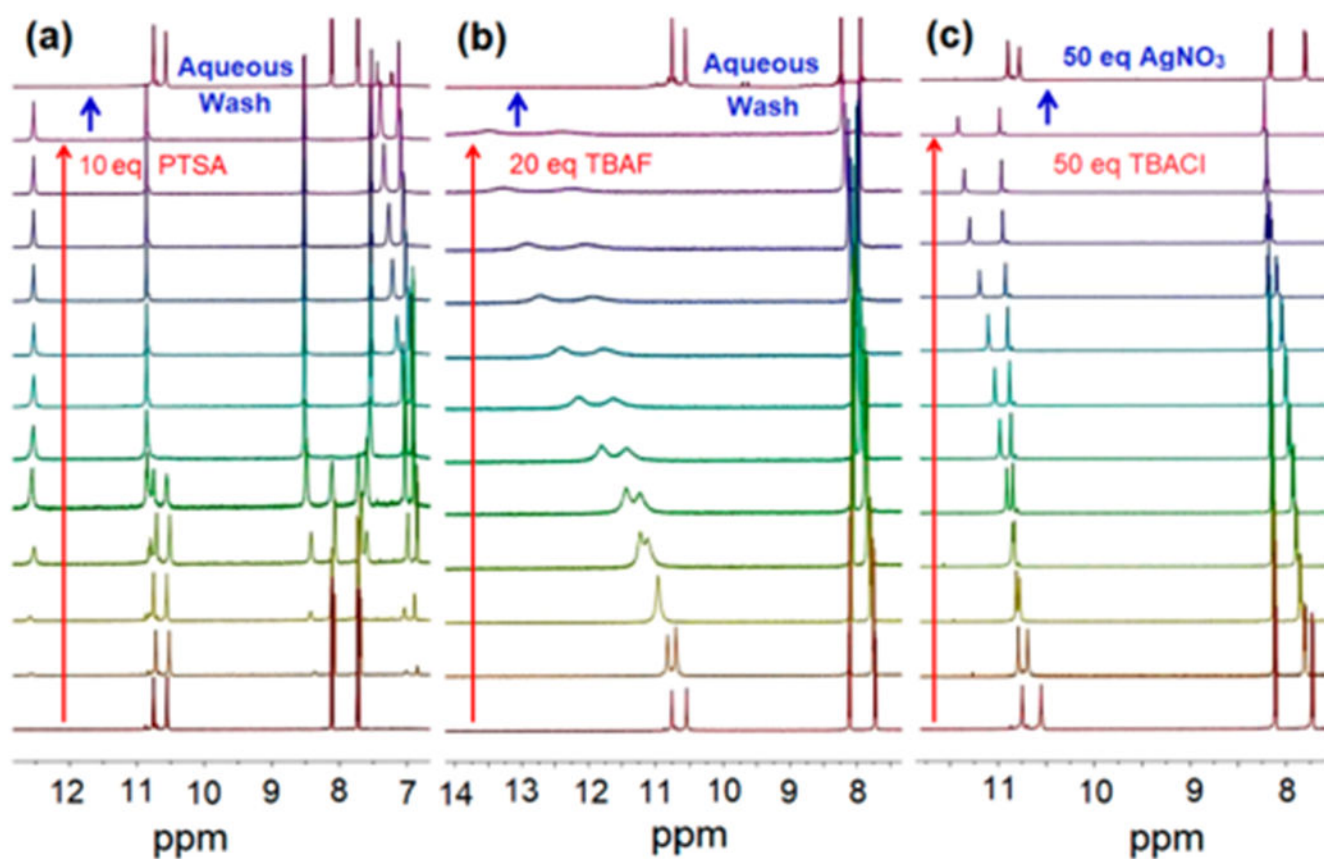 (a)
Aqueous
Wash
10 eq PTSA
12 11 10 9 8 7
ppm
(b)
Aqueous
Wash
20 eq TBAF
14 13 12 11 10 9 8
ppm
(c)
50 eq AgNO₃
50 eq TBACl
11 10 9 8
ppm